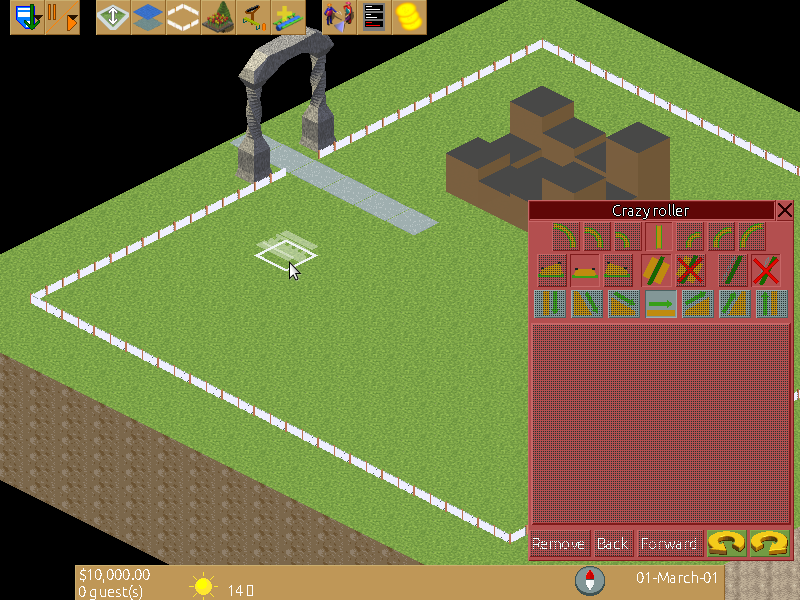 Crazy roller
Remove Back Forward
$10,000.00
0 guest(s)
14
01-March-01